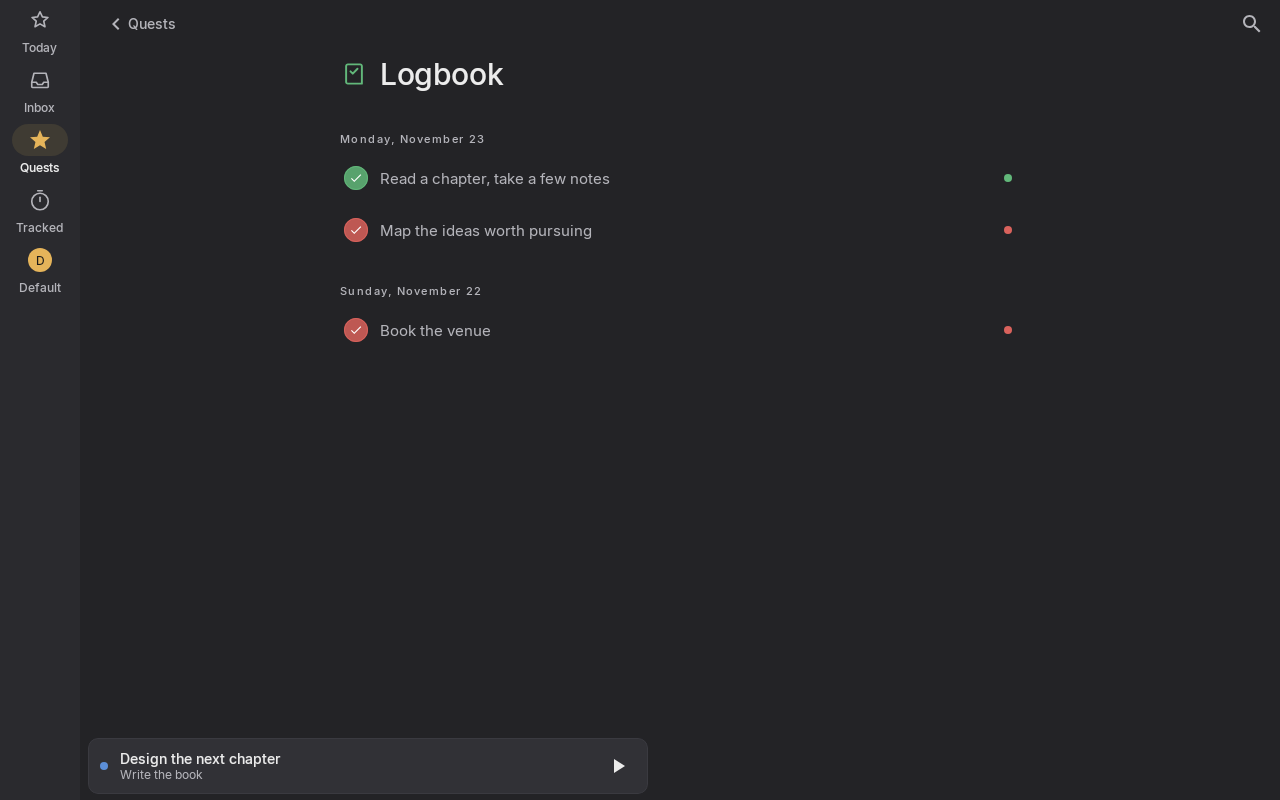 Today
Inbox
Quests
Tracked
D
Default
Quests
Logbook
Monday, November 23
Read a chapter, take a few notes
Map the ideas worth pursuing
Sunday, November 22
Book the venue
Design the next chapter
Write the book